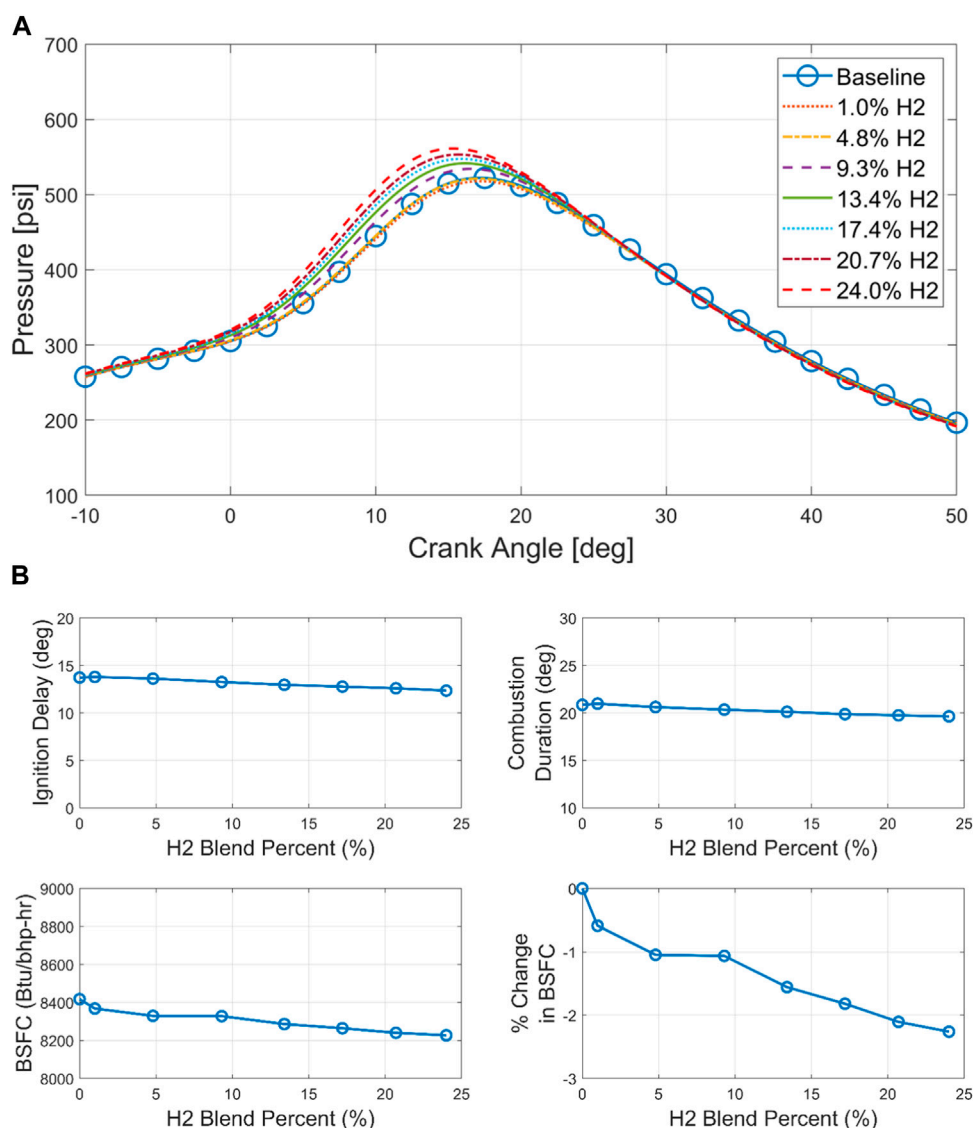 A
700
600
500
400
300
200
100
Pressure [psi]
-10 0 10 20 30 40 50
Crank Angle [deg]
Baseline
1.0% H2
4.8% H2
9.3% H2
13.4% H2
17.4% H2
20.7% H2
24.0% H2
B
20
15
10
5
0
Ignition Delay (deg)
0 5 10 15 20 25
H2 Blend Percent (%)
30
25
20
15
10
Combustion
Duration (deg)
0 5 10 15 20 25
H2 Blend Percent (%)
9000
8800
8600
8400
8200
8000
BSFC (Btu/bhp-hr)
0 5 10 15 20 25
H2 Blend Percent (%)
0
-1
-2
-3
% Change
in BSFC
0 5 10 15 20 25
H2 Blend Percent (%)